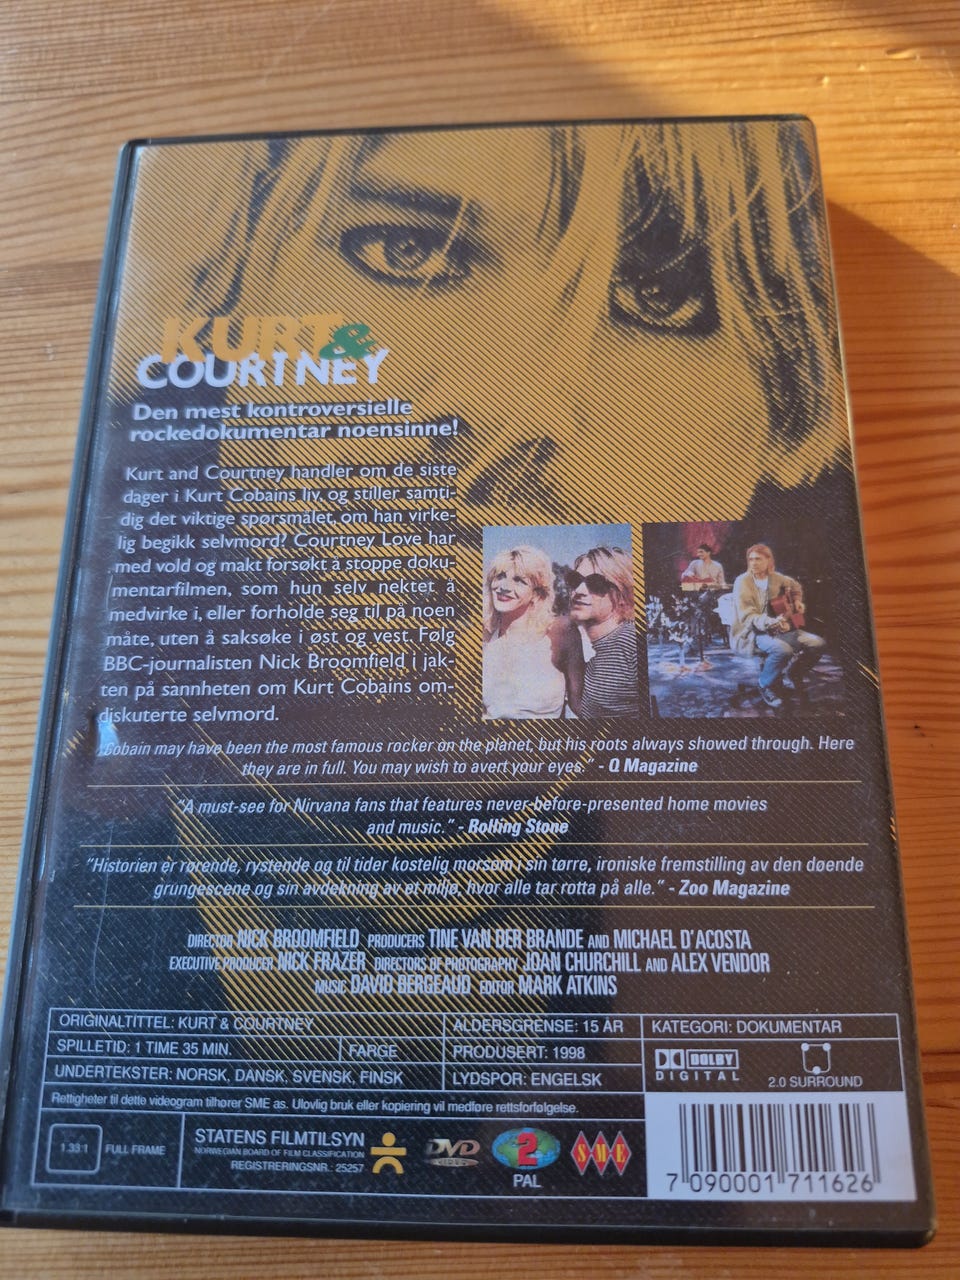 KURT &
COURTNEY
Den mest kontroversielle
rockedokumentar noensinne!
Kurt and Courtney handler om de siste
dager i Kurt Cobains liv, og stiller samti-
dig det viktige spørsmålet, om han virke-
lig begikk selvmord? Courtney Love har
med vold og makt forsøkt å stoppe doku-
mentarfilmen, som hun selv nektet å
medvirke i, eller forholde seg til på noen
måte, uten å saksøke i øst og vest. Følg
BBC-journalisten Nick Broomfield i jak-
ten på sannheten om Kurt Cobains om-
diskuterte selvmord.
"Cobain may have been the most famous rocker on the planet, but his roots always showed through. Here
they are in full. You may wish to avert your eyes." - Q Magazine
"A must-see for Nirvana fans that features never-before-presented home movies
and music." - Rolling Stone
"Historien er rørende, rystende og til tider kostelig morsom i sin tørre, ironiske fremstilling av den døende
grungescene og sin avdekning av et miljø, hvor alle tar rotta på alle." - Zoo Magazine
DIRECTOR NICK BROOMFIELD PRODUCERS TINE VAN DER BRANDE AND MICHAEL D'ACOSTA
EXECUTIVE PRODUCER NICK FRAZER DIRECTORS OF PHOTOGRAPHY JOAN CHURCHILL AND ALEX VENDOR
MUSIC DAVID BERGEAUD EDITOR MARK ATKINS
ORIGINALTITTEL: KURT & COURTNEY ALDERSGRENSE: 15 ÅR KATEGORI: DOKUMENTAR
SPILLETID: 1 TIME 35 MIN. FARGE PRODUSERT: 1998
UNDERTEKSTER: NORSK, DANSK, SVENSK, FINSK LYDSPOR: ENGELSK
DOLBY
DIGITAL 2.0 SURROUND
Rettigheter til dette videogram tilhører SME as. Ulovlig bruk eller kopiering vil medføre rettsforfølgelse.
1.33:1 FULL FRAME
STATENS FILMTILSYN
NORWEGIAN BOARD OF FILM CLASSIFICATION
REGISTRERINGSNR.: 25257
DVD
VIDEO
2
PAL
SME
7 090001 711626